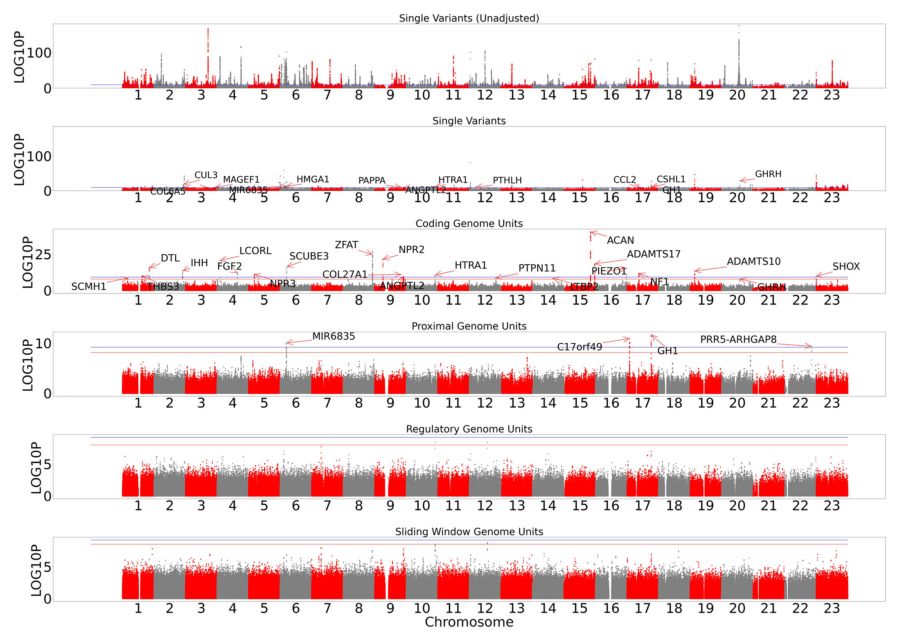 Single Variants (Unadjusted)
LOG10P
100
0
1 2 3 4 5 6 7 8 9 10 11 12 13 14 15 16 17 18 19 20 21 22 23
Single Variants
LOG10P
100
0
COL6A5 CUL3 MAGEF1 MIR6835 HMGA1 PAPPA ANGPTL2 HTRA1 PTHLH CCL2 CSHL1 GH1 GHRH
1 2 3 4 5 6 7 8 9 10 11 12 13 14 15 16 17 18 19 20 21 22 23
Coding Genome Units
LOG10P
25
0
SCMH1 DTL THBS3 IHH LCORL FGF2 NPR3 SCUBE3 ZFAT COL27A1 NPR2 ANGPTL2 HTRA1 PTPN11 LTBP2 ACAN ADAMTS17 PIEZO1 NF1 ADAMTS10 GHRH SHOX
1 2 3 4 5 6 7 8 9 10 11 12 13 14 15 16 17 18 19 20 21 22 23
Proximal Genome Units
LOG10P
10
5
0
MIR6835 C17orf49 GH1 PRR5-ARHGAP8
1 2 3 4 5 6 7 8 9 10 11 12 13 14 15 16 17 18 19 20 21 22 23
Regulatory Genome Units
LOG10P
5
0
1 2 3 4 5 6 7 8 9 10 11 12 13 14 15 16 17 18 19 20 21 22 23
Sliding Window Genome Units
LOG10P
5
0
1 2 3 4 5 6 7 8 9 10 11 12 13 14 15 16 17 18 19 20 21 22 23
Chromosome